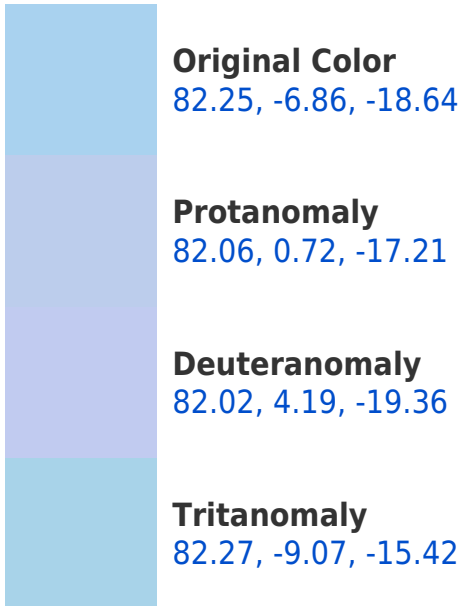 Original Color
82.25, -6.86, -18.64
Protanomaly
82.06, 0.72, -17.21
Deuteranomaly
82.02, 4.19, -19.36
Tritanomaly
82.27, -9.07, -15.42